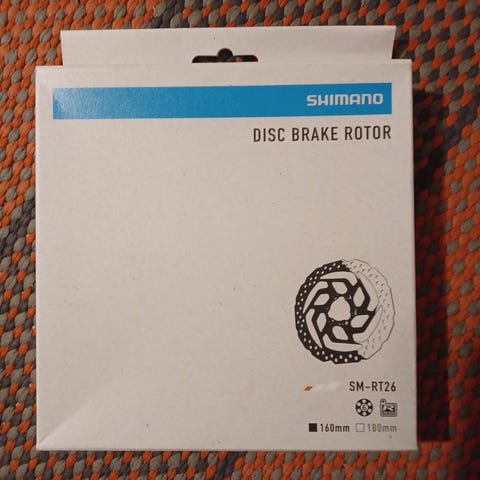 SHIMANO
DISC BRAKE ROTOR
SM-RT26
160mm 180mm